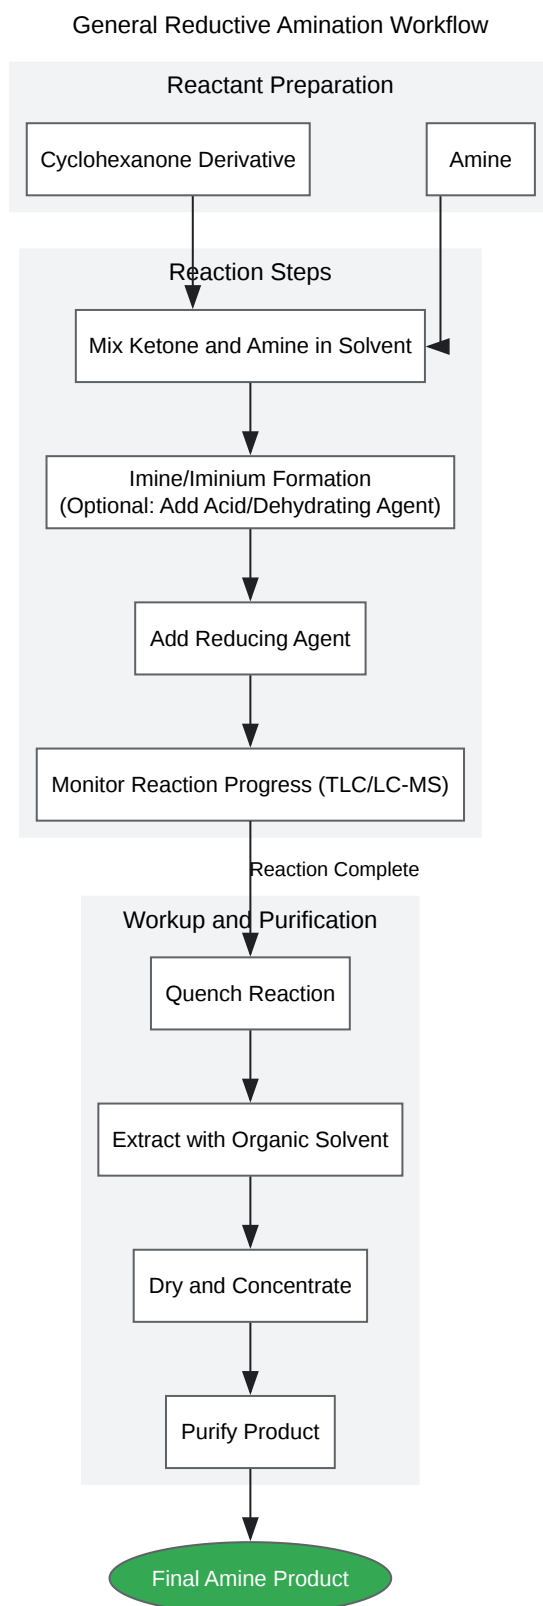 General Reductive Amination Workflow
Reactant Preparation
Cyclohexanone Derivative
Amine
Reaction Steps
Mix Ketone and Amine in Solvent
Imine/Iminium Formation
(Optional: Add Acid/Dehydrating Agent)
Add Reducing Agent
Monitor Reaction Progress (TLC/LC-MS)
Reaction Complete
Workup and Purification
Quench Reaction
Extract with Organic Solvent
Dry and Concentrate
Purify Product
Final Amine Product